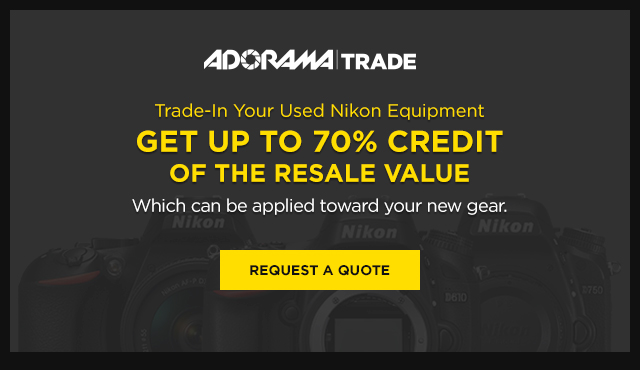 ADORAMA | TRADE
Trade-In Your Used Nikon Equipment
GET UP TO 70% CREDIT
OF THE RESALE VALUE
Which can be applied toward your new gear.
Nikon
Nikon
Nikon
D610
D750
REQUEST A QUOTE